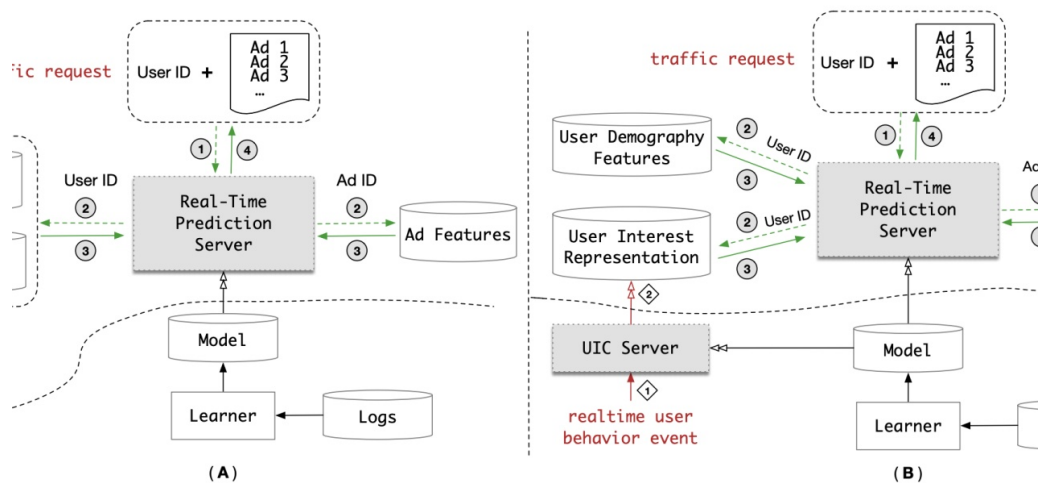 Ad 1
Ad 2
Ad 3
...
User ID +
fic request
1
4
User ID
2
3
Real-Time
Prediction
Server
Ad ID
2
3
Ad Features
Model
Learner
Logs
(A)
traffic request
User ID +
Ad 1
Ad 2
Ad 3
...
1
4
User Demography
Features
2
User ID
3
User Interest
Representation
2
User ID
3
Real-Time
Prediction
Server
Ad
2
UIC Server
Model
1
realtime user
behavior event
Learner
(B)